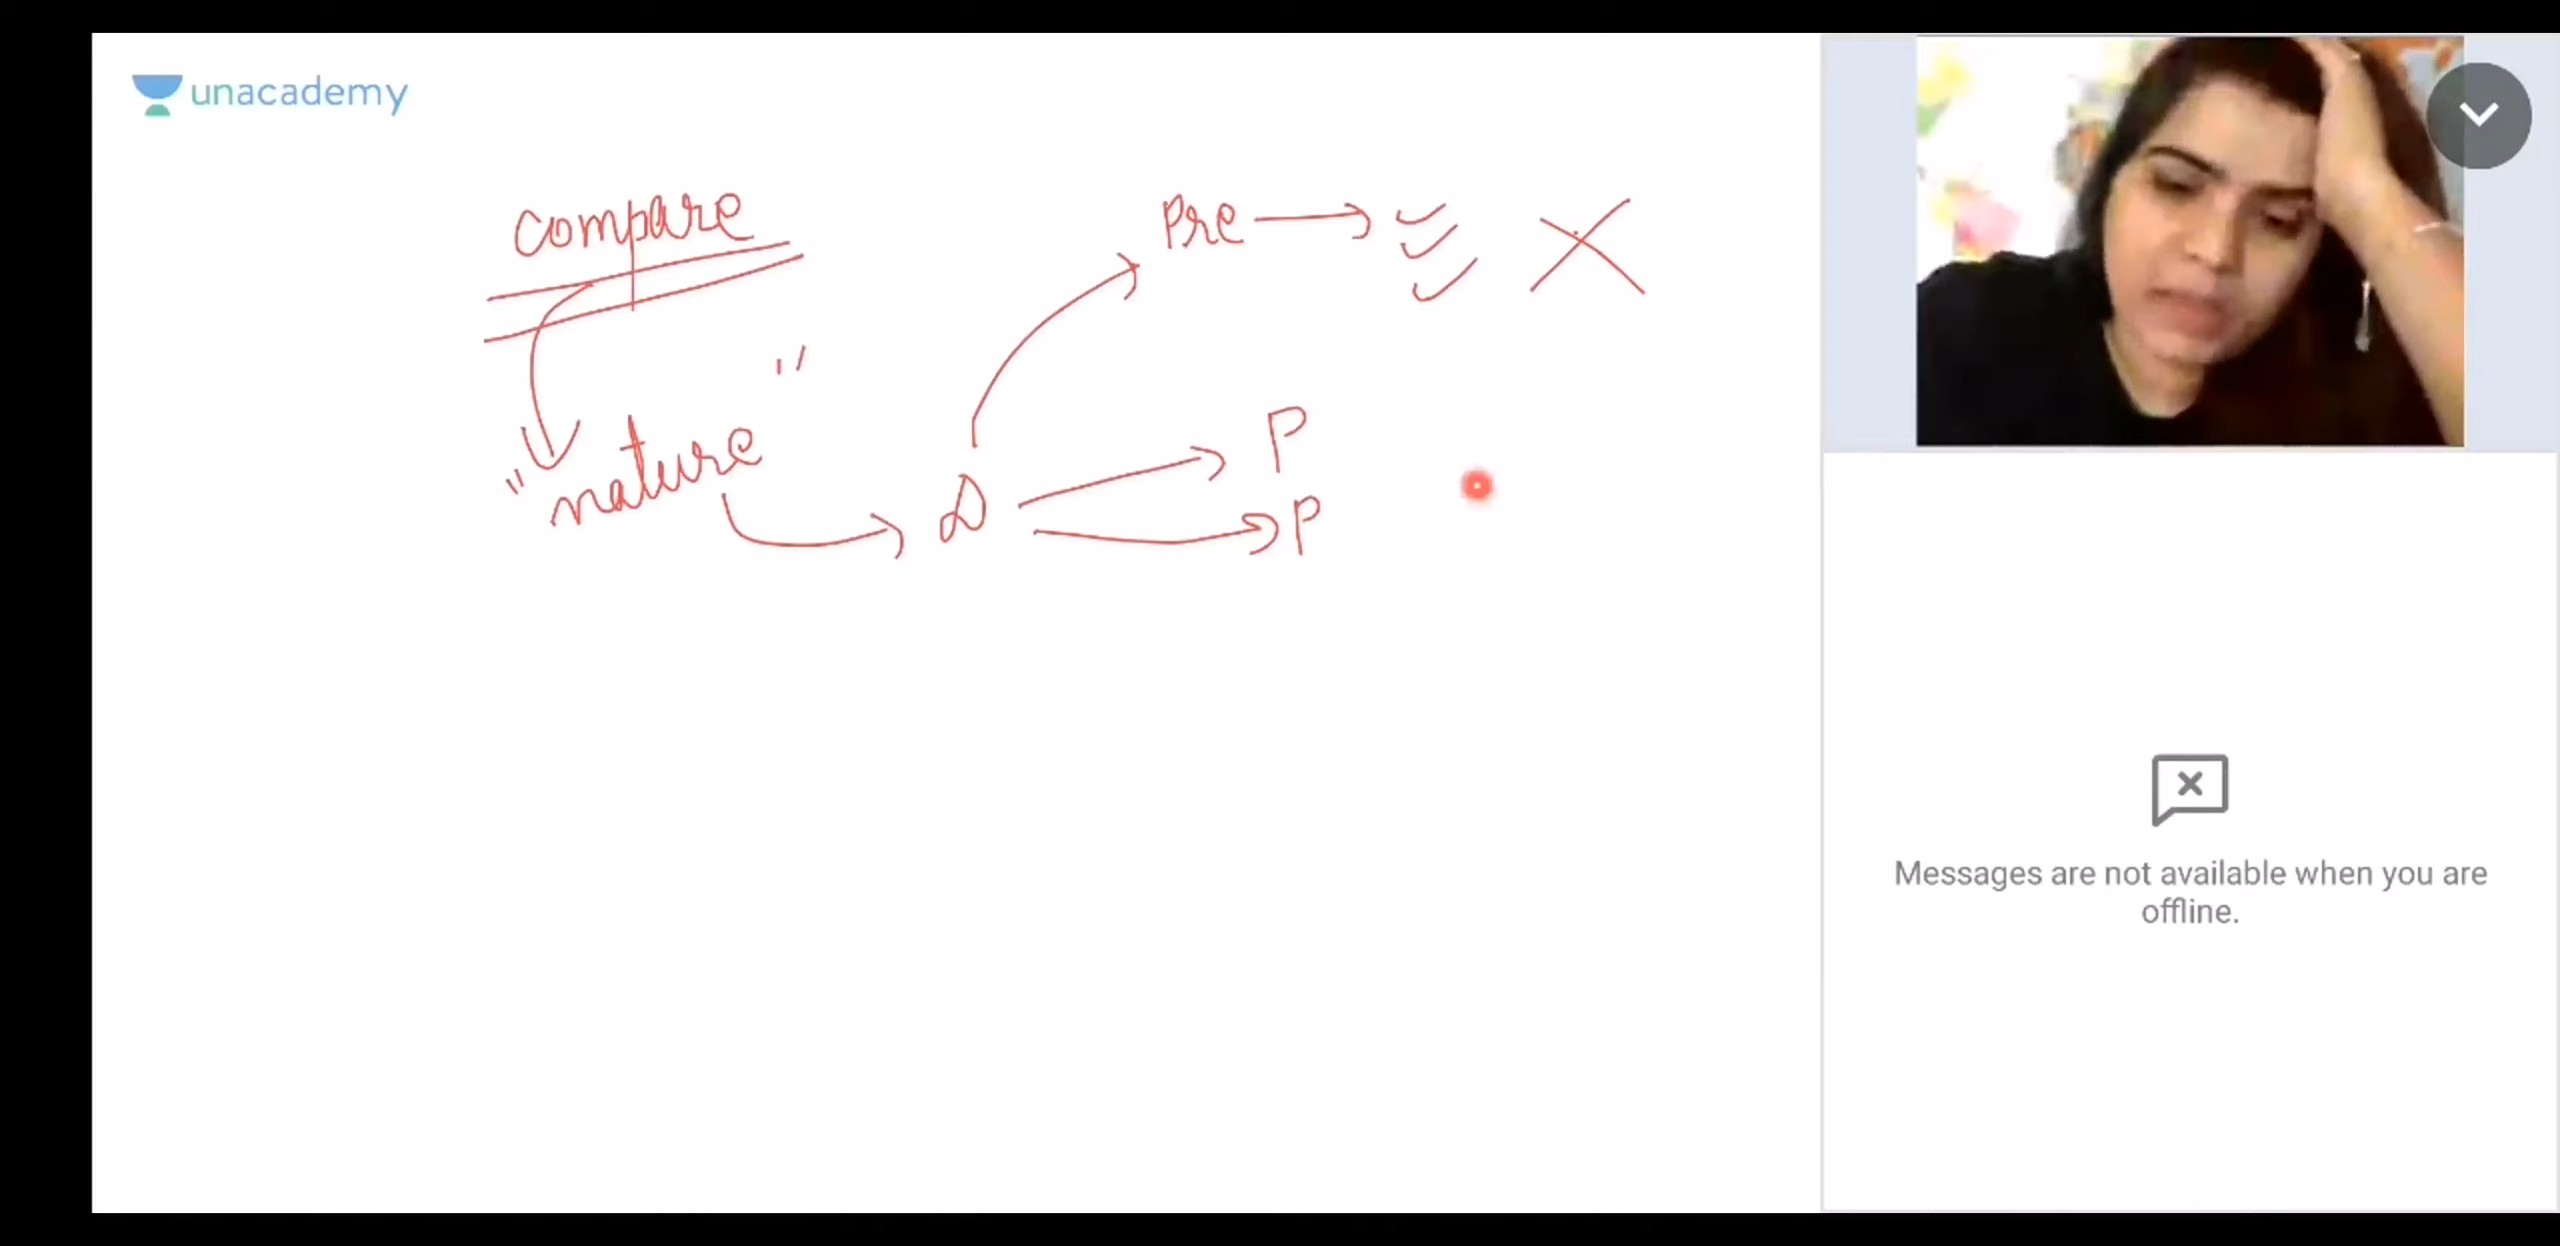 unacademy
compare
Pre
"nature"
D
P
P
Messages are not available when you are
offline.